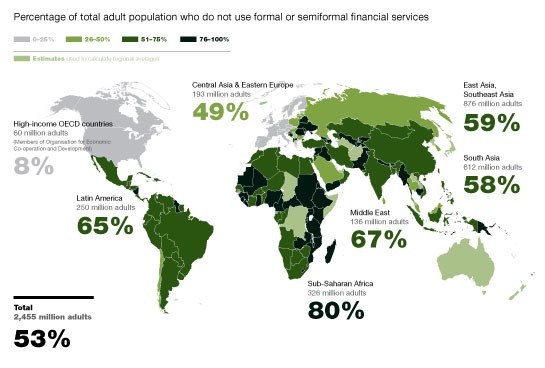 Percentage of total adult population who do not use formal or semiformal financial services
0–25% 26–50% 51–75% 76–100%
Estimates used to calculate regional averages
Central Asia & Eastern Europe
190 million adults
49%
East Asia,
Southeast Asia
876 million adults
59%
High-income OECD countries
60 million adults
(Members of Organisation for Economic
Co-operation and Development)
8%
South Asia
612 million adults
58%
Latin America
250 million adults
65%
Middle East
136 million adults
67%
Sub-Saharan Africa
326 million adults
80%
Total
2,455 million adults
53%